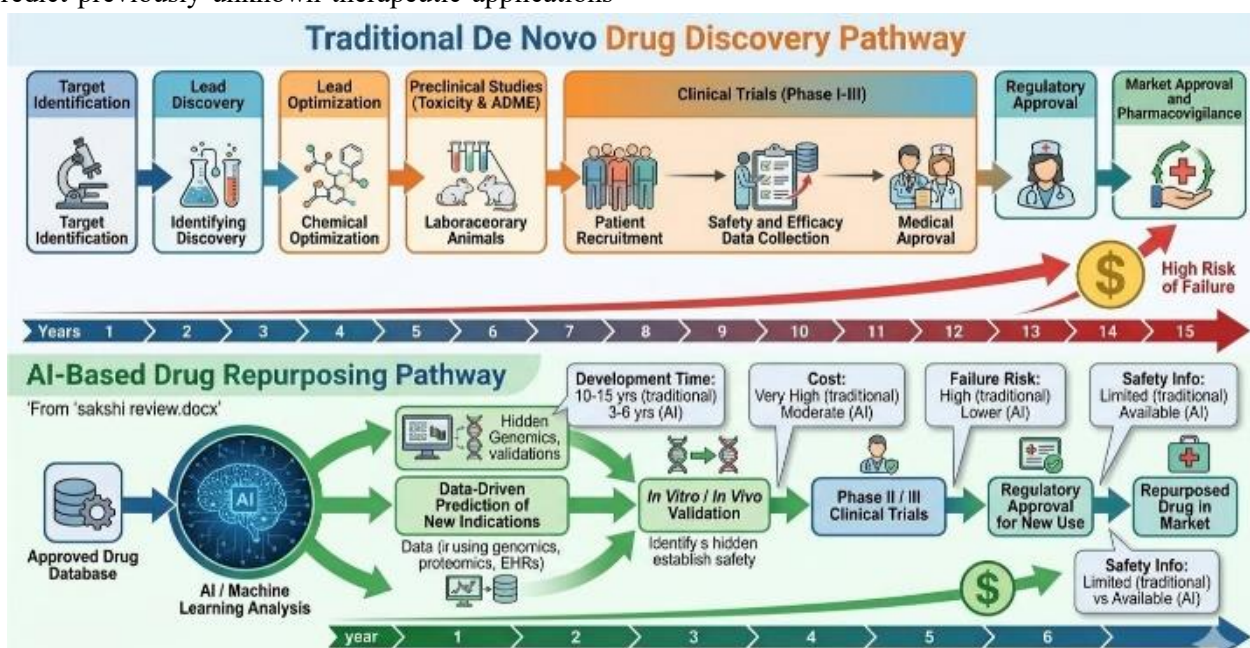 redict previously unknown therapeutic applications
Traditional De Novo Drug Discovery Pathway
Target
Identification
Target
Identification
Lead
Discovery
Identifying
Discovery
Lead
Optimization
Chemical
Optimization
Preclinical Studies
(Toxicity & ADME)
Laboraceorary
Animals
Clinical Trials (Phase I-III)
Patient
Recruitment
Safety and Efficacy
Data Collection
Medical
Aiproval
Regulatory
Approval
Market Approval
and
Pharmacovigilance
$
High Risk
of Failure
Years 1 2 3 4 5 6 7 8 9 10 11 12 13 14 15
AI-Based Drug Repurposing Pathway
'From 'sakshi review.docx'
Approved Drug
Database
AI
AI / Machine
Learning Analysis
Hidden
Genomics,
validations
Data-Driven
Prediction of
New Indications
Data (ir using genomics,
proteomics, EHRs)
Development Time:
10-15 yrs (traditional)
3-6 yrs (AI)
In Vitro / In Vivo
Validation
Identify s hidden
establish safety
Cost:
Very High (traditional)
Moderate (AI)
Phase II / III
Clinical Trials
Failure Risk:
High (traditional)
Lower (AI)
Regulatory
Approval
for New Use
Safety Info:
Limited (traditional)
Available (AI)
Repurposed
Drug in
Market
$
Safety Info:
Limited (traditional)
vs Available (AI)
year 1 2 3 4 5 6